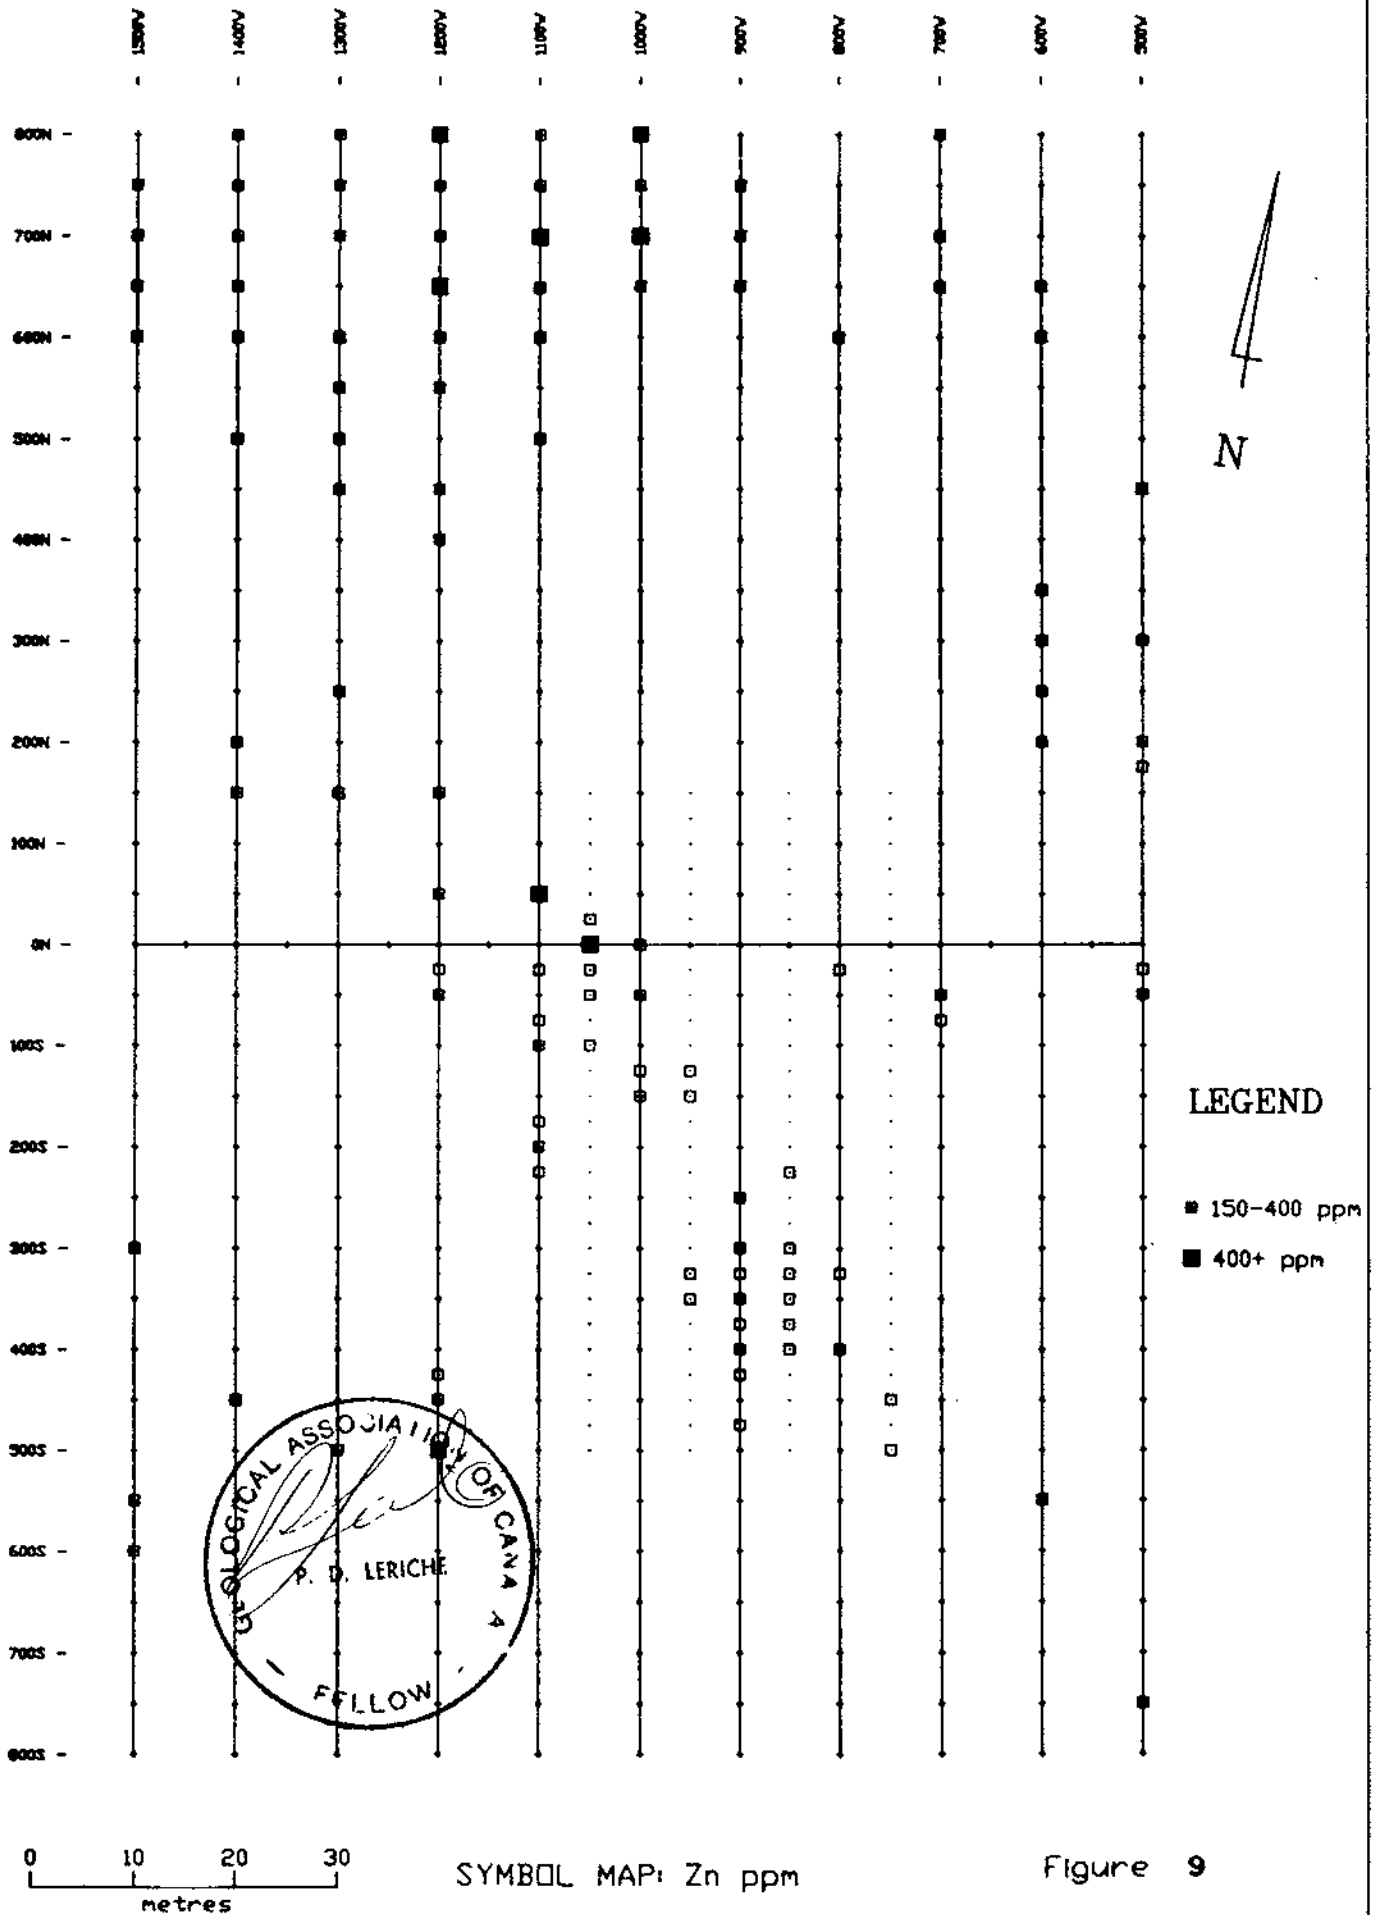 1500W 1400W 1300W 1200W 1100W 1000W 900W 800W 700W 600W 500W
800N
700N
600N
500N
400N
300N
200N
100N
0N
100S
200S
300S
400S
500S
600S
700S
800S
N
LEGEND
150-400 ppm
400+ ppm
GEOLOGICAL ASSOCIATION OF CANA A
P. D. LERICHE
FELLOW
0 10 20 30
metres
SYMBOL MAP: Zn ppm
Figure 9